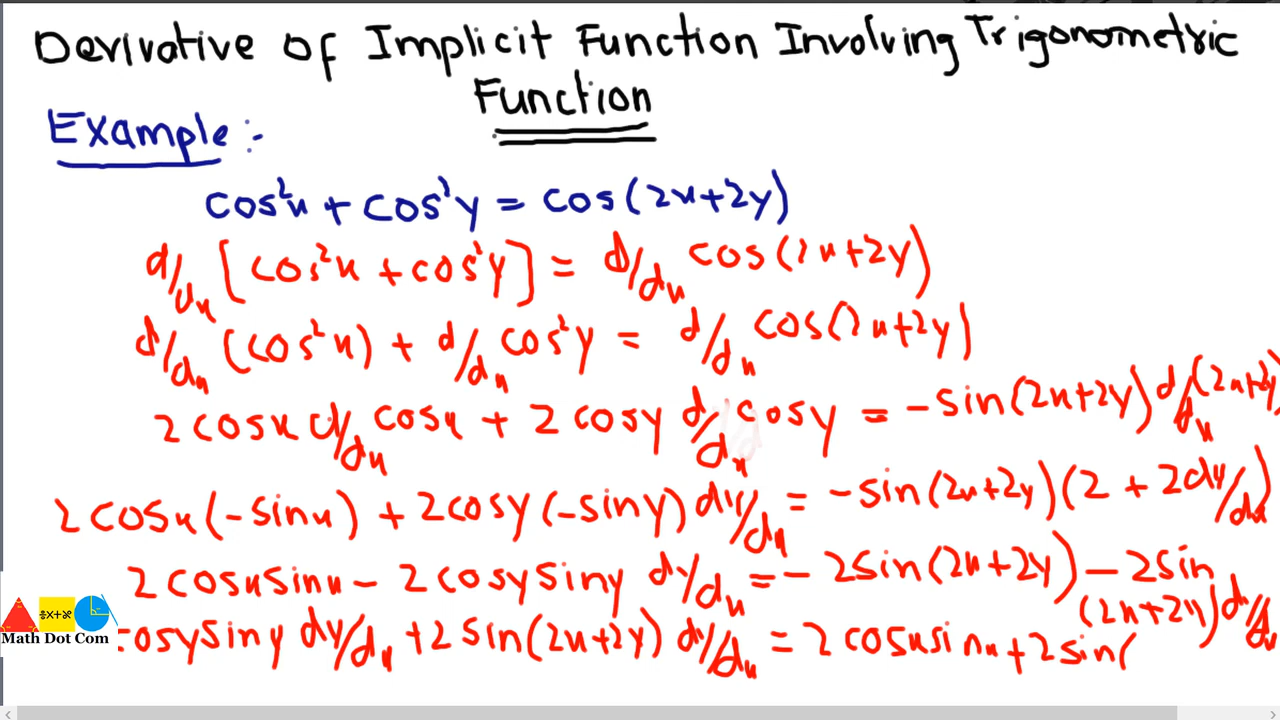 Derivative of Implicit Function Involving Trigonometric
Function
Example :-
cos²x + cos²y = cos(2x+2y)
d/dx [cos²x + cos²y] = d/dx cos(2x+2y)
d/dx (cos²x) + d/dx cos²y = d/dx cos(2x+2y)
2cosx d/dx cosx + 2 cosy d/dx cosy = -sin(2x+2y) d/dx (2x+2y)
2cosx(-sinx) + 2cosy(-siny) dy/dx = -sin(2x+2y)(2 + 2dy/dx)
2cosxsinx - 2cosysiny dy/dx = - 2sin(2x+2y) - 2sin
(2x+2y) dy/dx
cosysiny dy/dx + 2sin(2x+2y) dy/dx = 2cosxsinx + 2sin(
÷x+
Math Dot Com